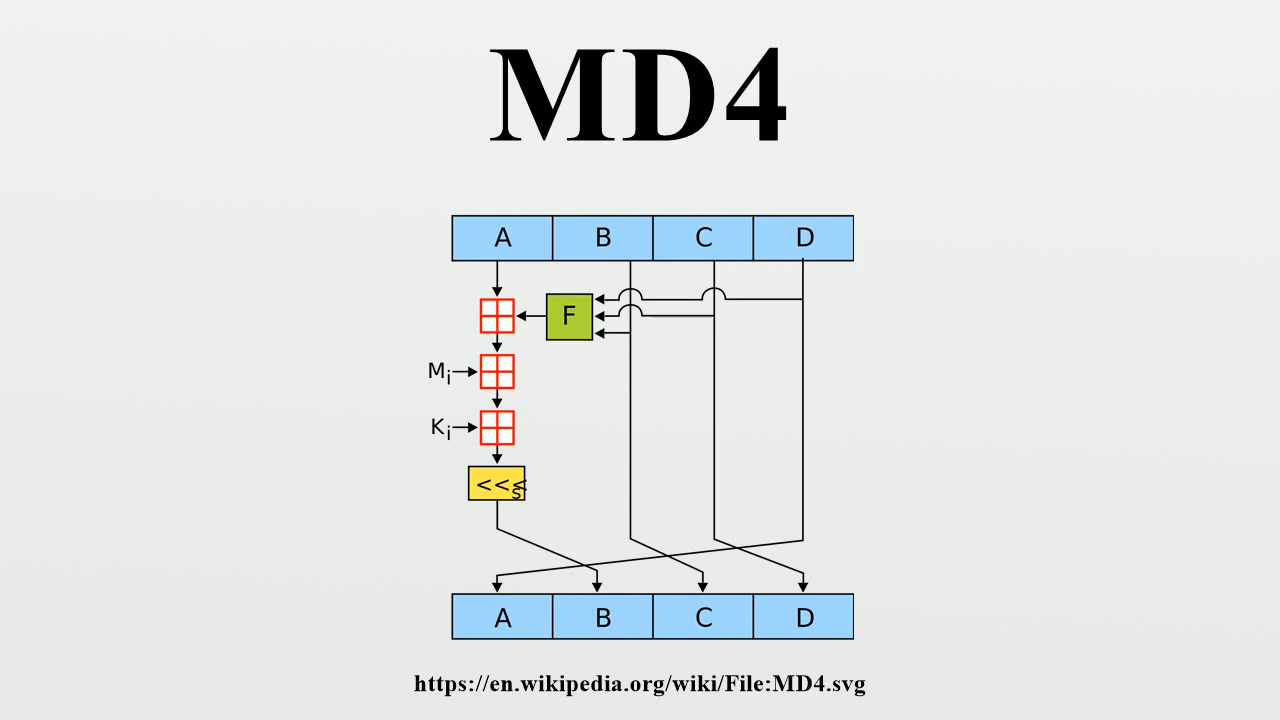 MD4
A B C D
F
Mi
Ki
<<<s
A B C D
https://en.wikipedia.org/wiki/File:MD4.svg